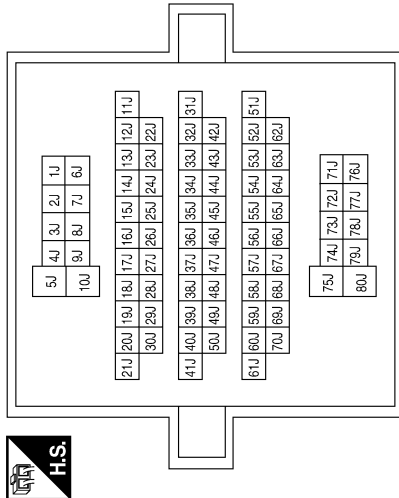 H.S.
5J 4J 3J 2J 1J
10J 9J 8J 7J 6J
21J 20J 19J 18J 17J 16J 15J 14J 13J 12J 11J
30J 29J 28J 27J 26J 25J 24J 23J 22J
41J 40J 39J 38J 37J 36J 35J 34J 33J 32J 31J
50J 49J 48J 47J 46J 45J 44J 43J 42J
61J 60J 59J 58J 57J 56J 55J 54J 53J 52J 51J
70J 69J 68J 67J 66J 65J 64J 63J 62J
75J 74J 73J 72J 71J
80J 79J 78J 77J 76J